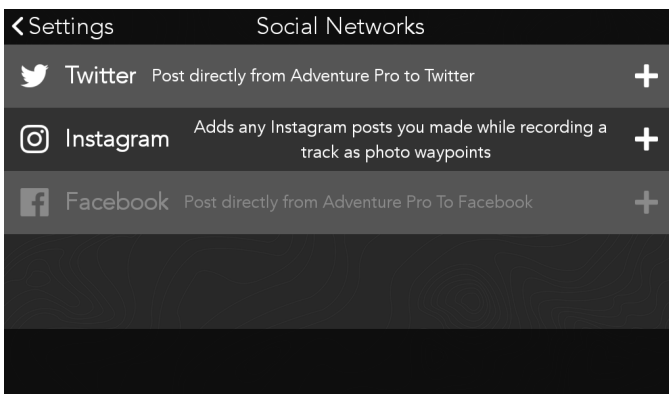 Settings
Social Networks
Twitter Post directly from Adventure Pro to Twitter
Instagram Adds any Instagram posts you made while recording a
track as photo waypoints
Facebook Post directly from Adventure Pro To Facebook